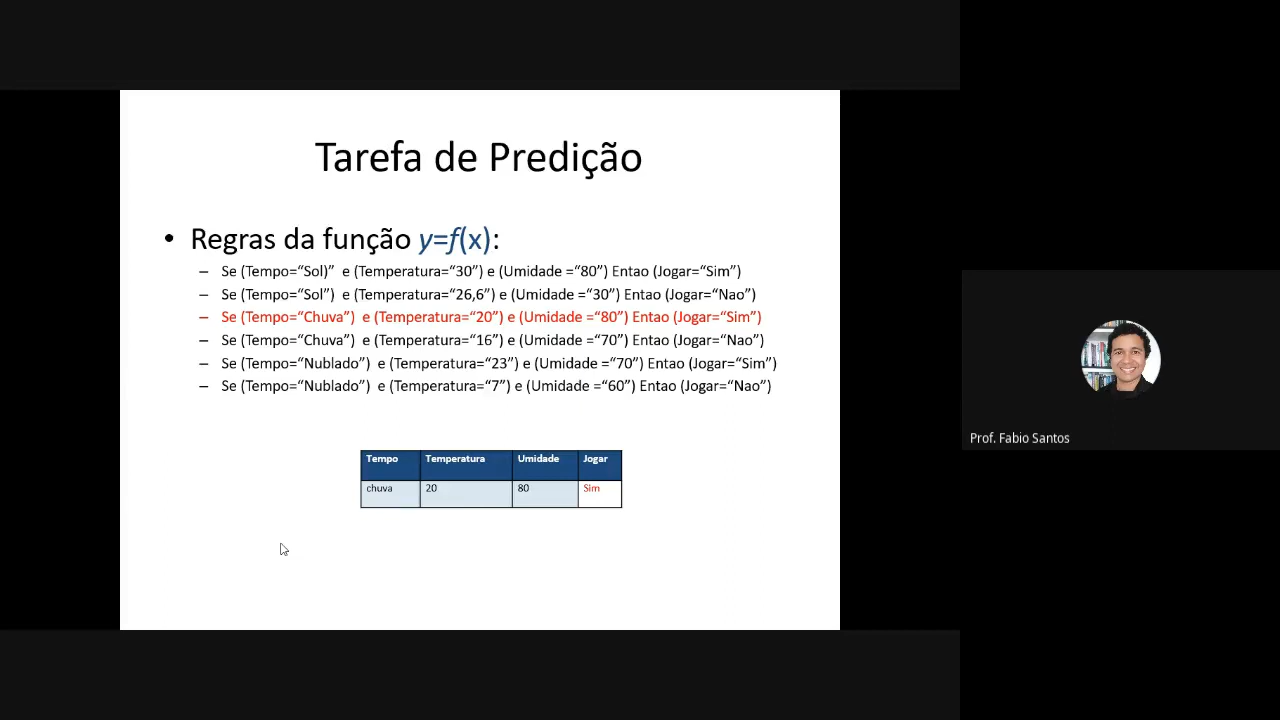 Tarefa de Predição
• Regras da função y=f(x):
– Se (Tempo=“Sol)” e (Temperatura=“30”) e (Umidade =“80”) Entao (Jogar=“Sim”)
– Se (Tempo=“Sol”) e (Temperatura=“26,6”) e (Umidade =“30”) Entao (Jogar=“Nao”)
– Se (Tempo=“Chuva”) e (Temperatura=“20”) e (Umidade =“80”) Entao (Jogar=“Sim”)
– Se (Tempo=“Chuva”) e (Temperatura=“16”) e (Umidade =“70”) Entao (Jogar=“Nao”)
– Se (Tempo=“Nublado”) e (Temperatura=“23”) e (Umidade =“70”) Entao (Jogar=“Sim”)
– Se (Tempo=“Nublado”) e (Temperatura=“7”) e (Umidade =“60”) Entao (Jogar=“Nao”)
Tempo Temperatura Umidade Jogar
chuva 20 80 Sim
Prof. Fabio Santos